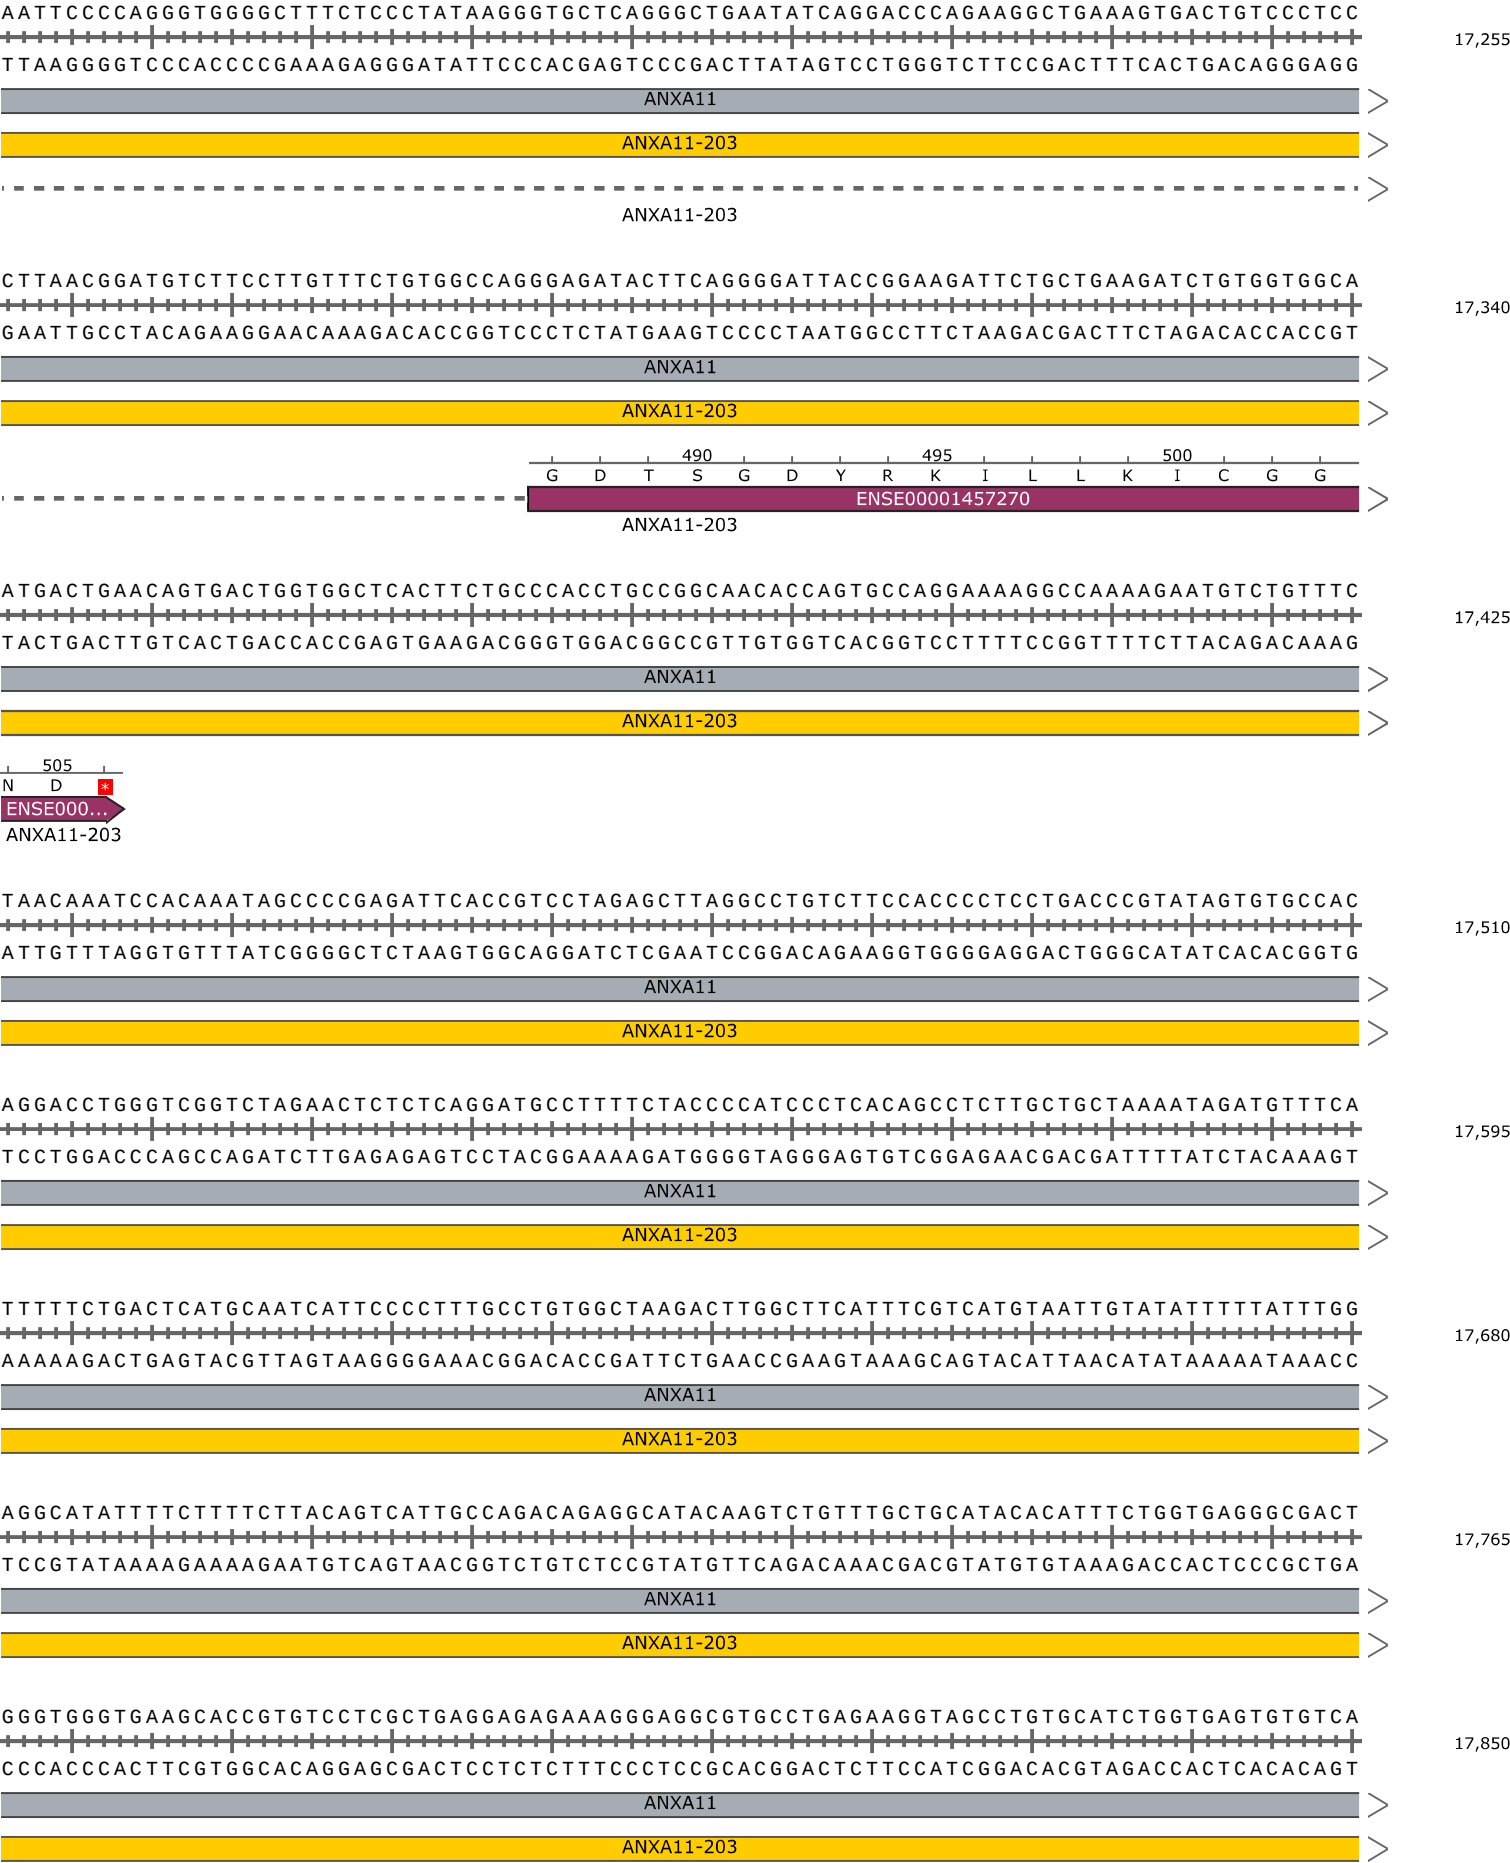 AATTCCCCAGGGTGGGGCTTTCTCCCTATAAGGGTGCTCAGGGCTGAATATCAGGACCCAGAAGGCTGAAAGTGACTGTCCCTCC
17,255
TTAAGGGGTCCCACCCCGAAAGAGGGATATTCCCACGAGTCCCGACTTATAGTCCTGGGTCTTCCGACTTTCACTGACAGGGAGG
ANXA11
ANXA11-203
ANXA11-203
CTTAACGGATGTCTTCCTTGTTTCTGTGGCCAGGGAGATACTTCAGGGGATTACCGGAAGATTCTGCTGAAGATCTGTGGTGGCA
17,340
GAATTGCCTACAGAAGGAACAAAGACACCGGTCCCTCTATGAAGTCCCCTAATGGCCTTCTAAGACGACTTCTAGACACCACCGT
ANXA11
ANXA11-203
490 495 500
G D T S G D Y R K I L L K I C G G
ENSE00001457270
ANXA11-203
ATGACTGAACAGTGACTGGTGGCTCACTTCTGCCCACCTGCCGGCAACACCAGTGCCAGGAAAAGGCCAAAAGAATGTCTGTTTC
17,425
TACTGACTTGTCACTGACCACCGAGTGAAGACGGGTGGACGGCCGTTGTGGTCACGGTCCTTTTCCGGTTTTCTTACAGACAAAG
ANXA11
ANXA11-203
505
N D *
ENSE000...
ANXA11-203
TAACAAATCCACAAATAGCCCCGAGATTCACCGTCCTAGAGCTTAGGCCTGTCTTCCACCCCTCCTGACCCGTATAGTGTGCCAC
17,510
ATTGTTTAGGTGTTTATCGGGGCTCTAAGTGGCAGGATCTCGAATCCGGACAGAAGGTGGGGAGGACTGGGCATATCACACGGTG
ANXA11
ANXA11-203
AGGACCTGGGTCGGTCTAGAACTCTCTCAGGATGCCTTTTCTACCCCATCCCTCACAGCCTCTTGCTGCTAAAATAGATGTTTCA
17,595
TCCTGGACCCAGCCAGATCTTGAGAGAGTCCTACGGAAAAGATGGGGTAGGGAGTGTCGGAGAACGACGATTTTATCTACAAAGT
ANXA11
ANXA11-203
TTTTTCTGACTCATGCAATCATTCCCCTTTGCCTGTGGCTAAGACTTGGCTTCATTTCGTCATGTAATTGTATATTTTTATTTGG
17,680
AAAAAGACTGAGTACGTTAGTAAGGGGAAACGGACACCGATTCTGAACCGAAGTAAAGCAGTACATTAACATATAAAAATAAACC
ANXA11
ANXA11-203
AGGCATATTTTCTTTTCTTACAGTCATTGCCAGACAGAGGCATACAAGTCTGTTTGCTGCATACACATTTCTGGTGAGGGCGACT
17,765
TCCGTATAAAAGAAAAGAATGTCAGTAACGGTCTGTCTCCGTATGTTCAGACAAACGACGTATGTGTAAAGACCACTCCCGCTGA
ANXA11
ANXA11-203
GGGTGGGTGAAGCACCGTGTCCTCGCTGAGGAGAGAAAGGGAGGCGTGCCTGAGAAGGTAGCCTGTGCATCTGGTGAGTGTGTCA
17,850
CCCACCCACTTCGTGGCACAGGAGCGACTCCTCTCTTTCCCTCCGCACGGACTCTTCCATCGGACACGTAGACCACTCACACAGT
ANXA11
ANXA11-203